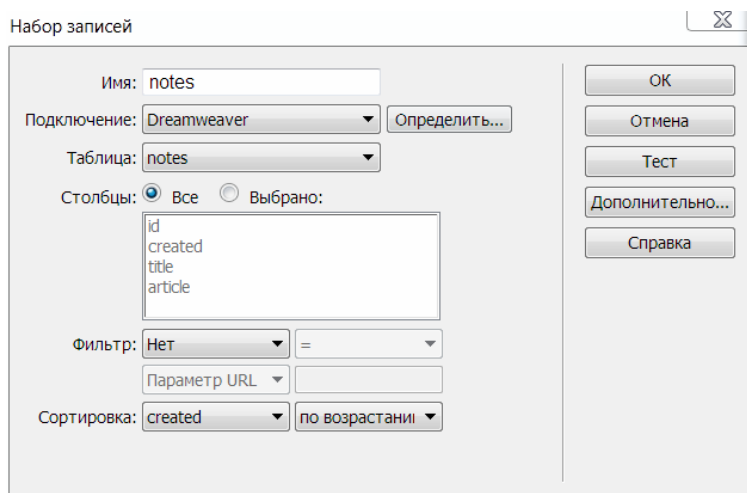 Набор записей
Имя: notes
ОК
Подключение: Dreamweaver Определить...
Отмена
Таблица: notes
Тест
Столбцы: Все Выбрано:
Дополнительно...
id
created
title
article
Справка
Фильтр: Нет =
Параметр URL
Сортировка: created по возрастани